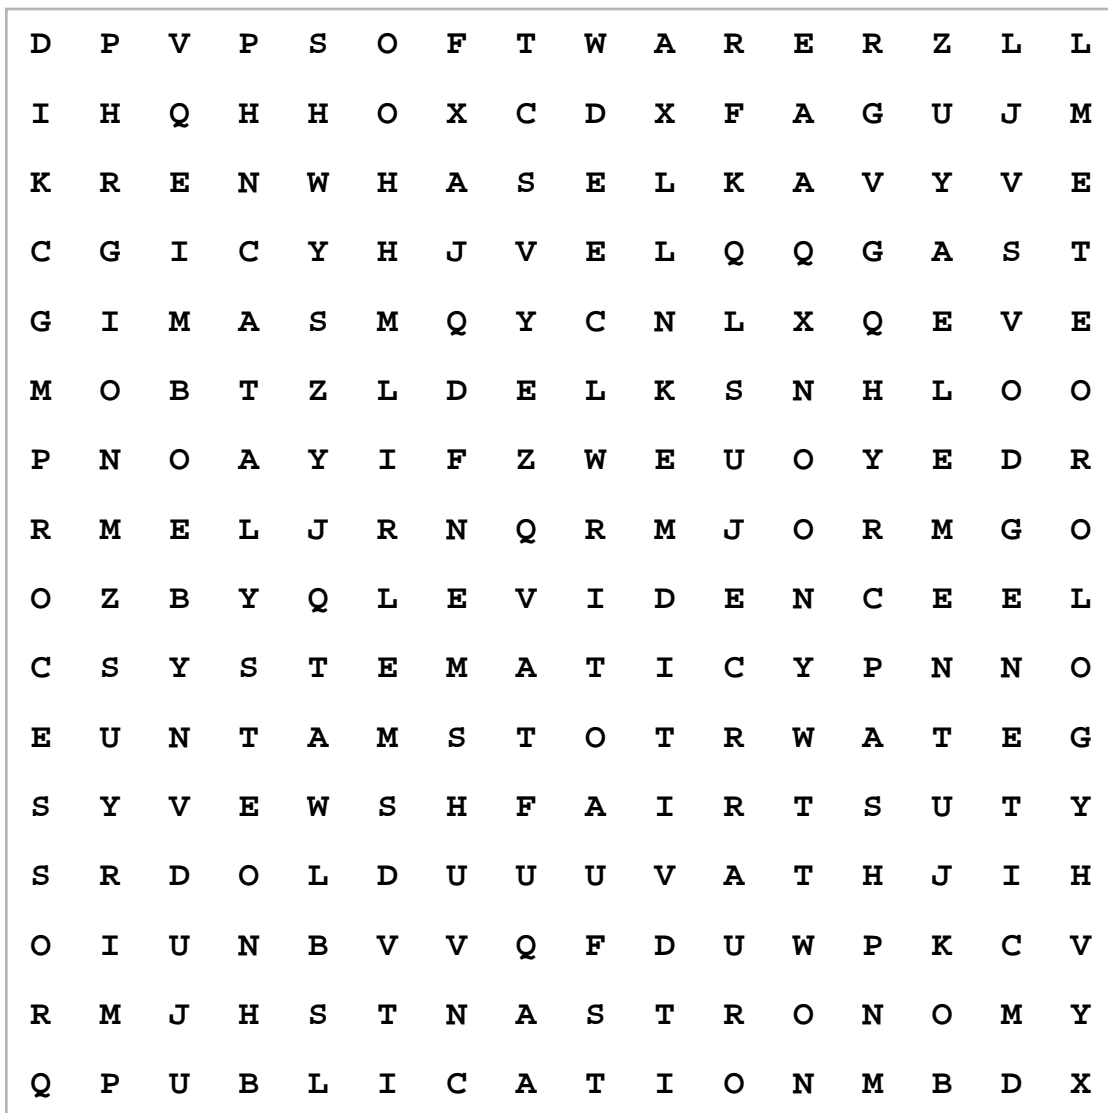 D P V P S O F T W A R E R Z L L
I H Q H H O X C D X F A G U J M
K R E N W H A S E L K A V Y V E
C G I C Y H J V E L Q Q G A S T
G I M A S M Q Y C N L X Q E V E
M O B T Z L D E L K S N H L O O
P N O A Y I F Z W E U O Y E D R
R M E L J R N Q R M J O R M G O
O Z B Y Q L E V I D E N C E E L
C S Y S T E M A T I C Y P N N O
E U N T A M S T O T R W A T E G
S Y V E W S H F A I R T S U T Y
S R D O L D U U U V A T H J I H
O I U N B V V Q F D U W P K C V
R M J H S T N A S T R O N O M Y
Q P U B L I C A T I O N M B D X